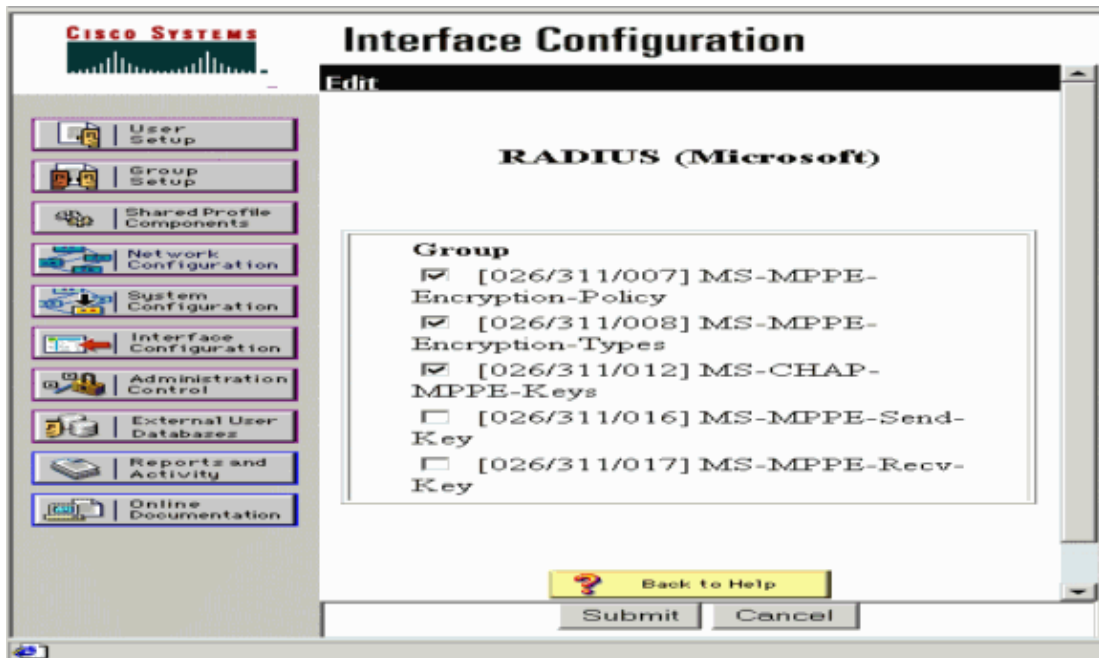 CISCO SYSTEMS
Interface Configuration
Edit
User
Setup
Group
Setup
Shared Profile
Components
Network
Configuration
System
Configuration
Interface
Configuration
Administration
Control
External User
Databases
Reports and
Activity
Online
Documentation
RADIUS (Microsoft)
Group
[026/311/007] MS-MPPE-
Encryption-Policy
[026/311/008] MS-MPPE-
Encryption-Types
[026/311/012] MS-CHAP-
MPPE-Keys
[026/311/016] MS-MPPE-Send-
Key
[026/311/017] MS-MPPE-Recv-
Key
? Back to Help
Submit Cancel